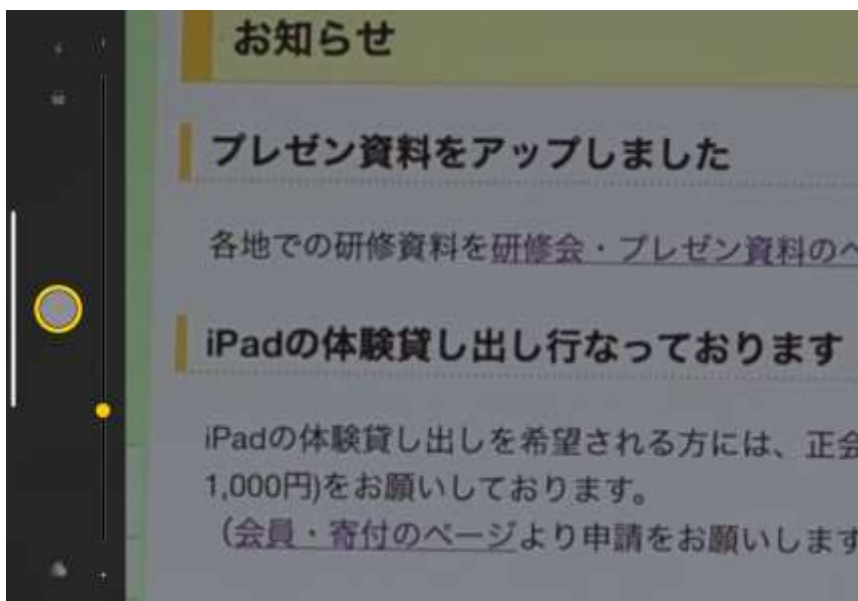 お知らせ
プレゼン資料をアップしました
各地での研修資料を研修会・プレゼン資料のペ
iPadの体験貸し出し行なっております
iPadの体験貸し出しを希望される方には、正会
1,000円)をお願いしております。
（会員・寄付のページより申請をお願いします